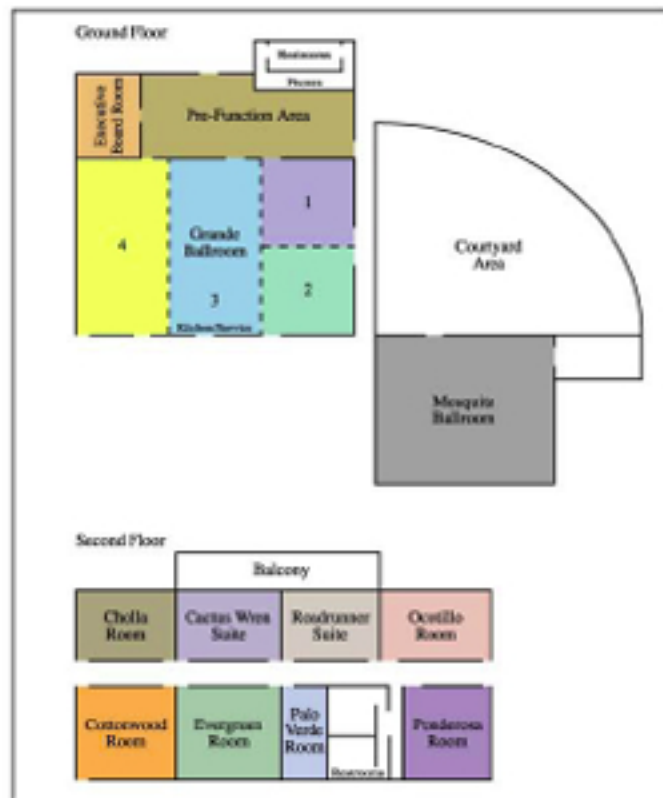 Ground Floor
Restrooms
Phones
Executive
Board Room
Pre-Function Area
1
4
Grande
Ballroom
2
3
Kitchen/Service
Courtyard
Area
Mesquite
Ballroom
Second Floor
Balcony
Cholla
Room
Cactus Wren
Suite
Roadrunner
Suite
Ocotillo
Room
Cottonwood
Room
Evergreen
Room
Palo
Verde
Room
Restrooms
Ponderosa
Room